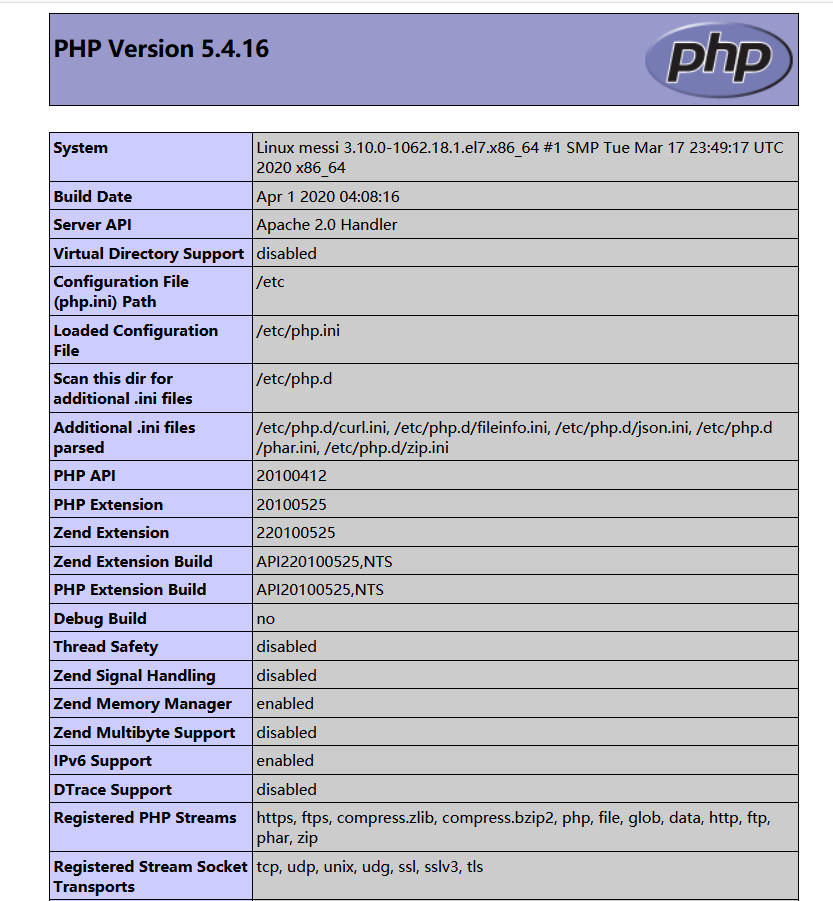 PHP Version 5.4.16
php
System
Linux messi 3.10.0-1062.18.1.el7.x86_64 #1 SMP Tue Mar 17 23:49:17 UTC
2020 x86_64
Build Date
Apr 1 2020 04:08:16
Server API
Apache 2.0 Handler
Virtual Directory Support
disabled
Configuration File
(php.ini) Path
/etc
Loaded Configuration
File
/etc/php.ini
Scan this dir for
additional .ini files
/etc/php.d
Additional .ini files
parsed
/etc/php.d/curl.ini, /etc/php.d/fileinfo.ini, /etc/php.d/json.ini, /etc/php.d
/phar.ini, /etc/php.d/zip.ini
PHP API
20100412
PHP Extension
20100525
Zend Extension
220100525
Zend Extension Build
API220100525,NTS
PHP Extension Build
API20100525,NTS
Debug Build
no
Thread Safety
disabled
Zend Signal Handling
disabled
Zend Memory Manager
enabled
Zend Multibyte Support
disabled
IPv6 Support
enabled
DTrace Support
disabled
Registered PHP Streams
https, ftps, compress.zlib, compress.bzip2, php, file, glob, data, http, ftp,
phar, zip
Registered Stream Socket
Transports
tcp, udp, unix, udg, ssl, sslv3, tls